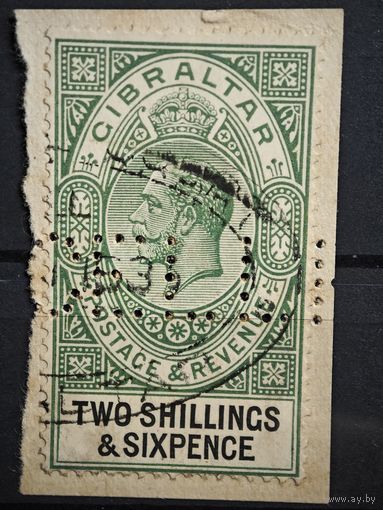 GIBRALTAR
POSTAGE & REVENUE
TWO SHILLINGS
& SIXPENCE
www.ay.by